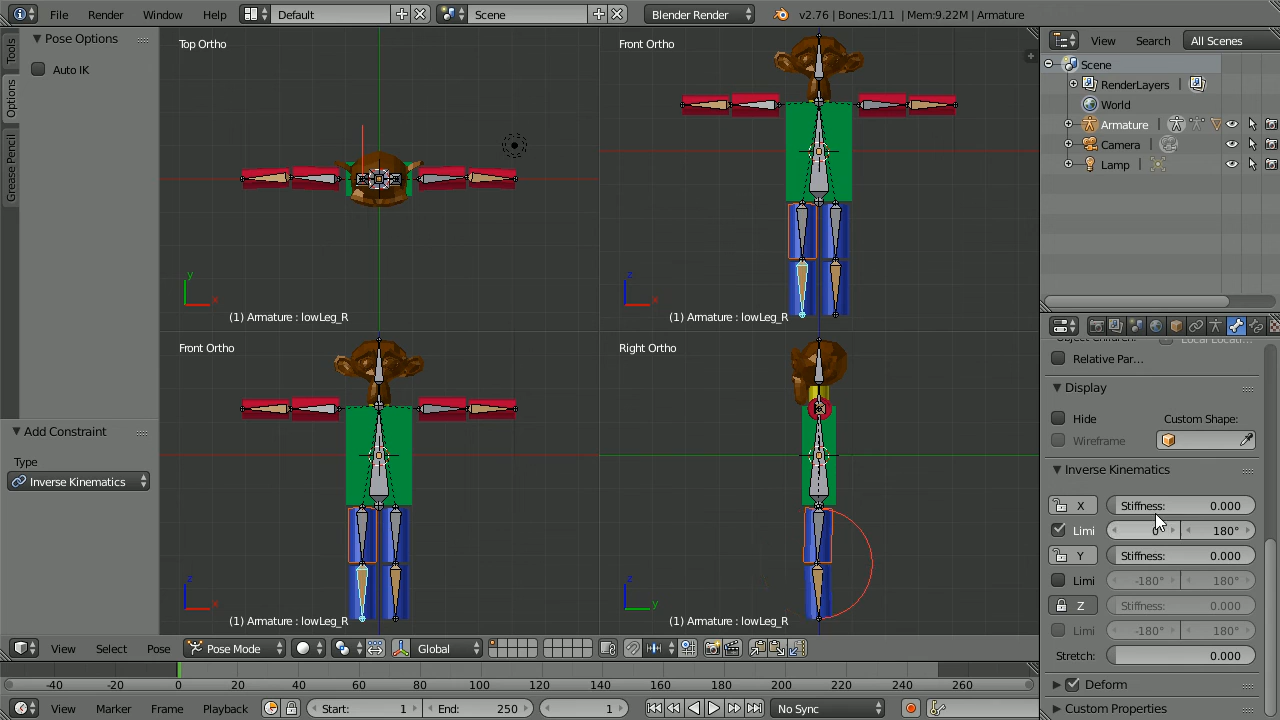 File Render Window Help Default Scene Blender Render v2.76 | Bones:1/11 | Mem:9.22M | Armature
Pose Options
Auto IK
Tools
Options
Grease Pencil
Top Ortho
Front Ortho
y
x
(1) Armature : lowLeg_R
z
x
(1) Armature : lowLeg_R
Front Ortho
Right Ortho
z
x
(1) Armature : lowLeg_R
z
y
(1) Armature : lowLeg_R
Add Constraint
Type
Inverse Kinematics
View Search All Scenes
Scene
RenderLayers
World
Armature
Camera
Lamp
Relative Par...
Display
Hide Custom Shape:
Wireframe
Inverse Kinematics
X Stiffness: 0.000
Limi 0° 180°
Y Stiffness: 0.000
Limi -180° 180°
Z Stiffness: 0.000
Limi -180° 180°
Stretch: 0.000
Deform
Custom Properties
View Select Pose Pose Mode Global
-40 -20 0 20 40 60 80 100 120 140 160 180 200 220 240 260
View Marker Frame Playback Start: 1 End: 250 1 No Sync